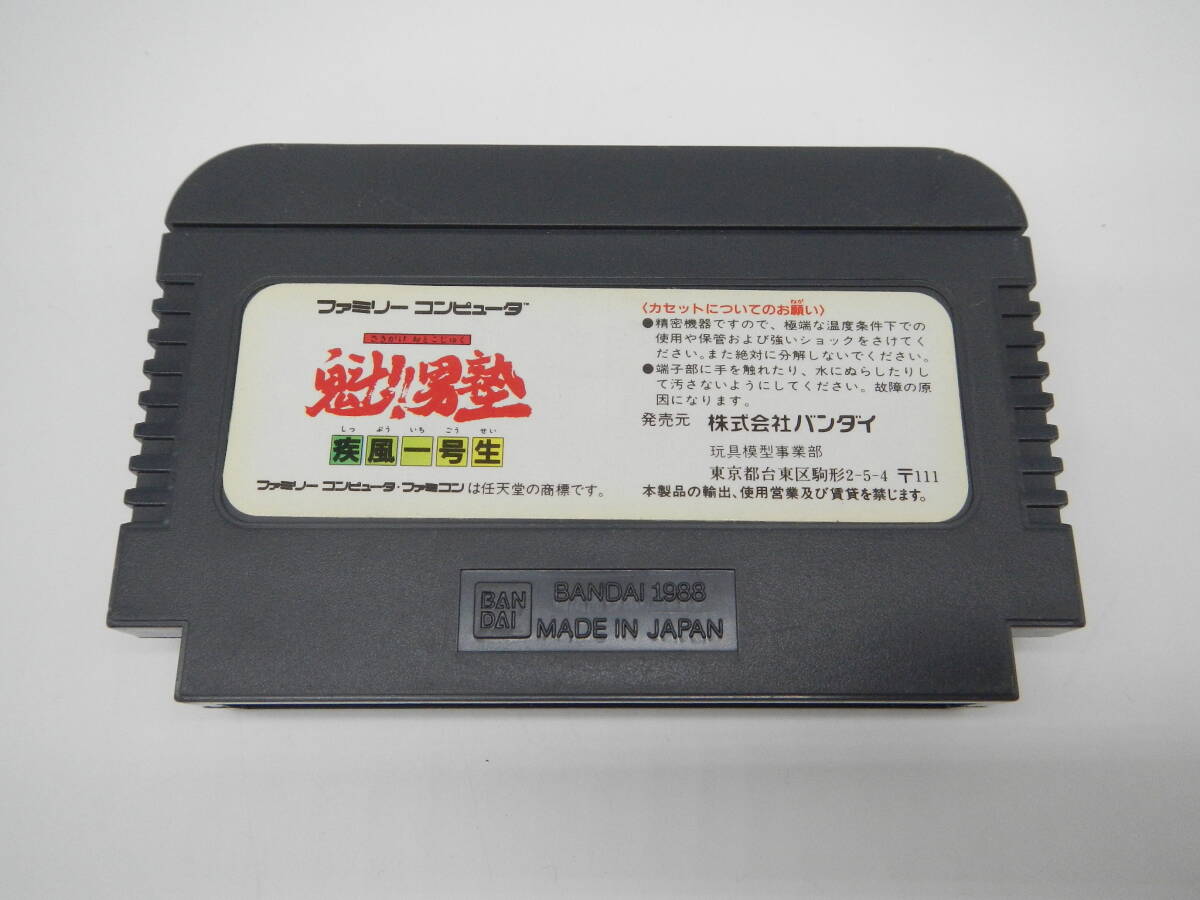 ファミリー コンピュータ™
さきがけ おとこじゅく
魁!!男塾
しっ ぷう いち ごう せい
疾風一号生
ファミリー コンピュータ・ファミコン は任天堂の商標です。
〈カセットについてのお願い〉
ねが
●精密機器ですので、極端な温度条件下での
使用や保管および強いショックをさけてく
ださい。また絶対に分解しないでください。
●端子部に手を触れたり、水にぬらしたりし
て汚さないようにしてください。故障の原
因になります。
発売元 株式会社バンダイ
玩具模型事業部
東京都台東区駒形2-5-4 〒111
本製品の輸出、使用営業及び賃貸を禁じます。
BAN
DAI
BANDAI 1988
MADE IN JAPAN